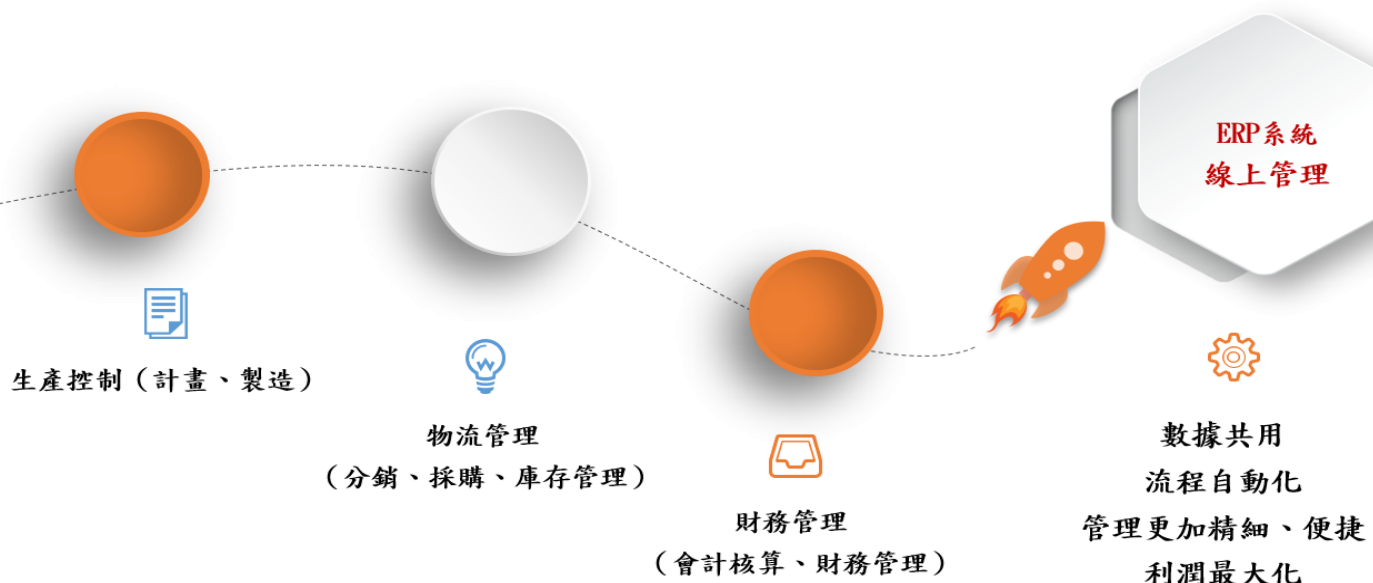 ERP系統
線上管理
生產控制（計畫、製造）
物流管理
（分銷、採購、庫存管理）
財務管理
（會計核算、財務管理）
數據共用
流程自動化
管理更加精細、便捷
利潤最大化